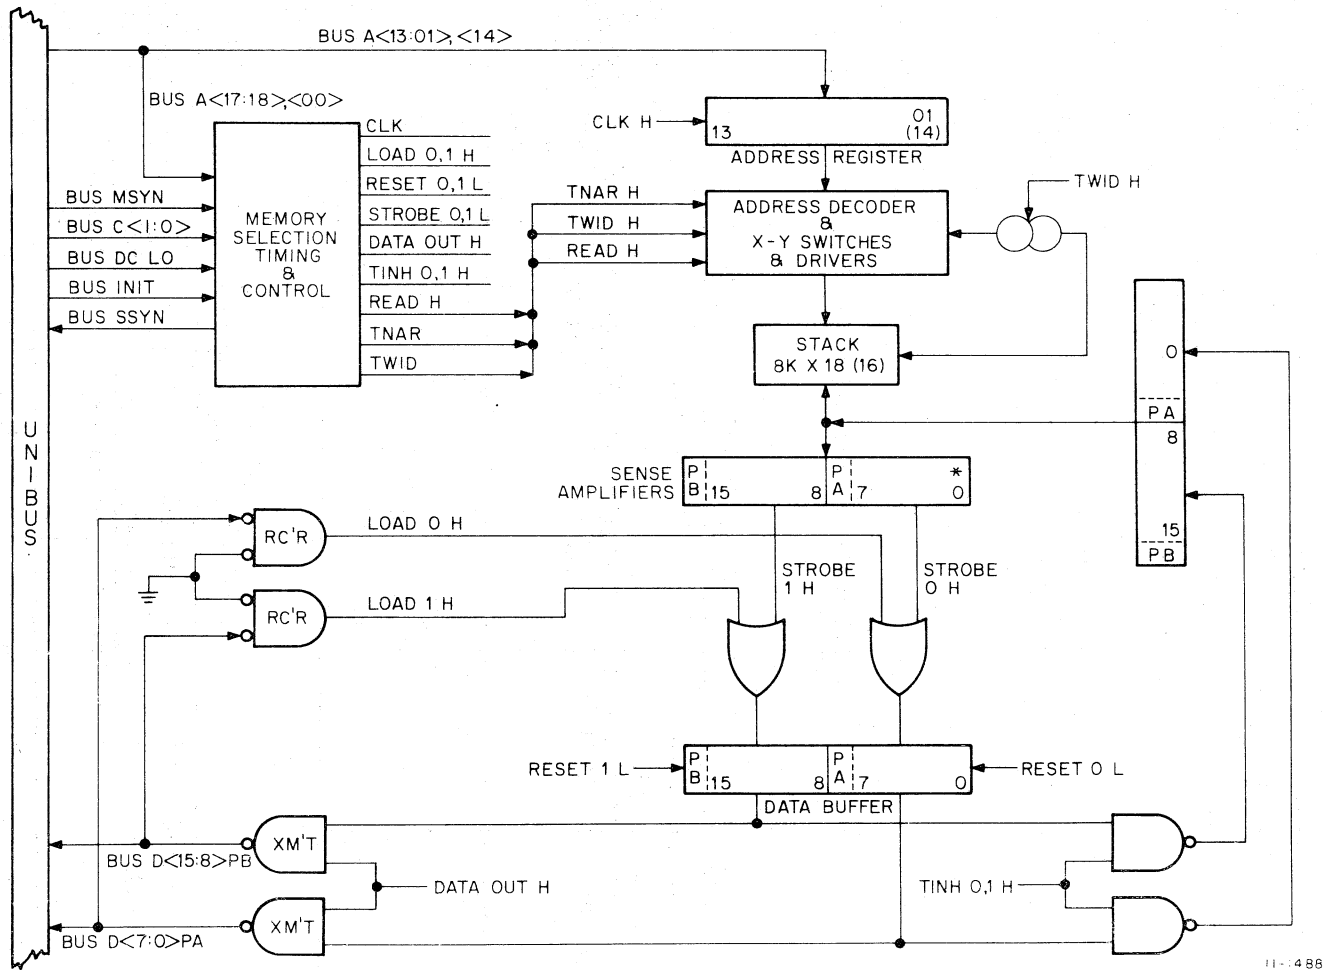 BUS A<13:01>,<14>
BUS A<17:18>,<00>
CLK H
13
01
(14)
ADDRESS REGISTER
CLK
LOAD 0,1 H
RESET 0,1 L
STROBE 0,1 L
DATA OUT H
TINH 0,1 H
READ H
TNAR
TWID
BUS MSYN
BUS C<1:0>
BUS DC LO
BUS INIT
BUS SSYN
MEMORY
SELECTION
TIMING
&
CONTROL
TNAR H
TWID H
READ H
ADDRESS DECODER
&
X-Y SWITCHES
& DRIVERS
TWID H
STACK
8K X 18 (16)
0
PA
8
15
PB
UNIBUS
SENSE
AMPLIFIERS
P
B
15
8
P
A
7
*
0
RC'R
LOAD 0 H
RC'R
LOAD 1 H
STROBE
1 H
STROBE
0 H
RESET 1 L
P
B
15
8
P
A
7
0
RESET 0 L
DATA BUFFER
XM'T
BUS D<15:8>PB
DATA OUT H
TINH 0,1 H
XM'T
BUS D<7:0>PA